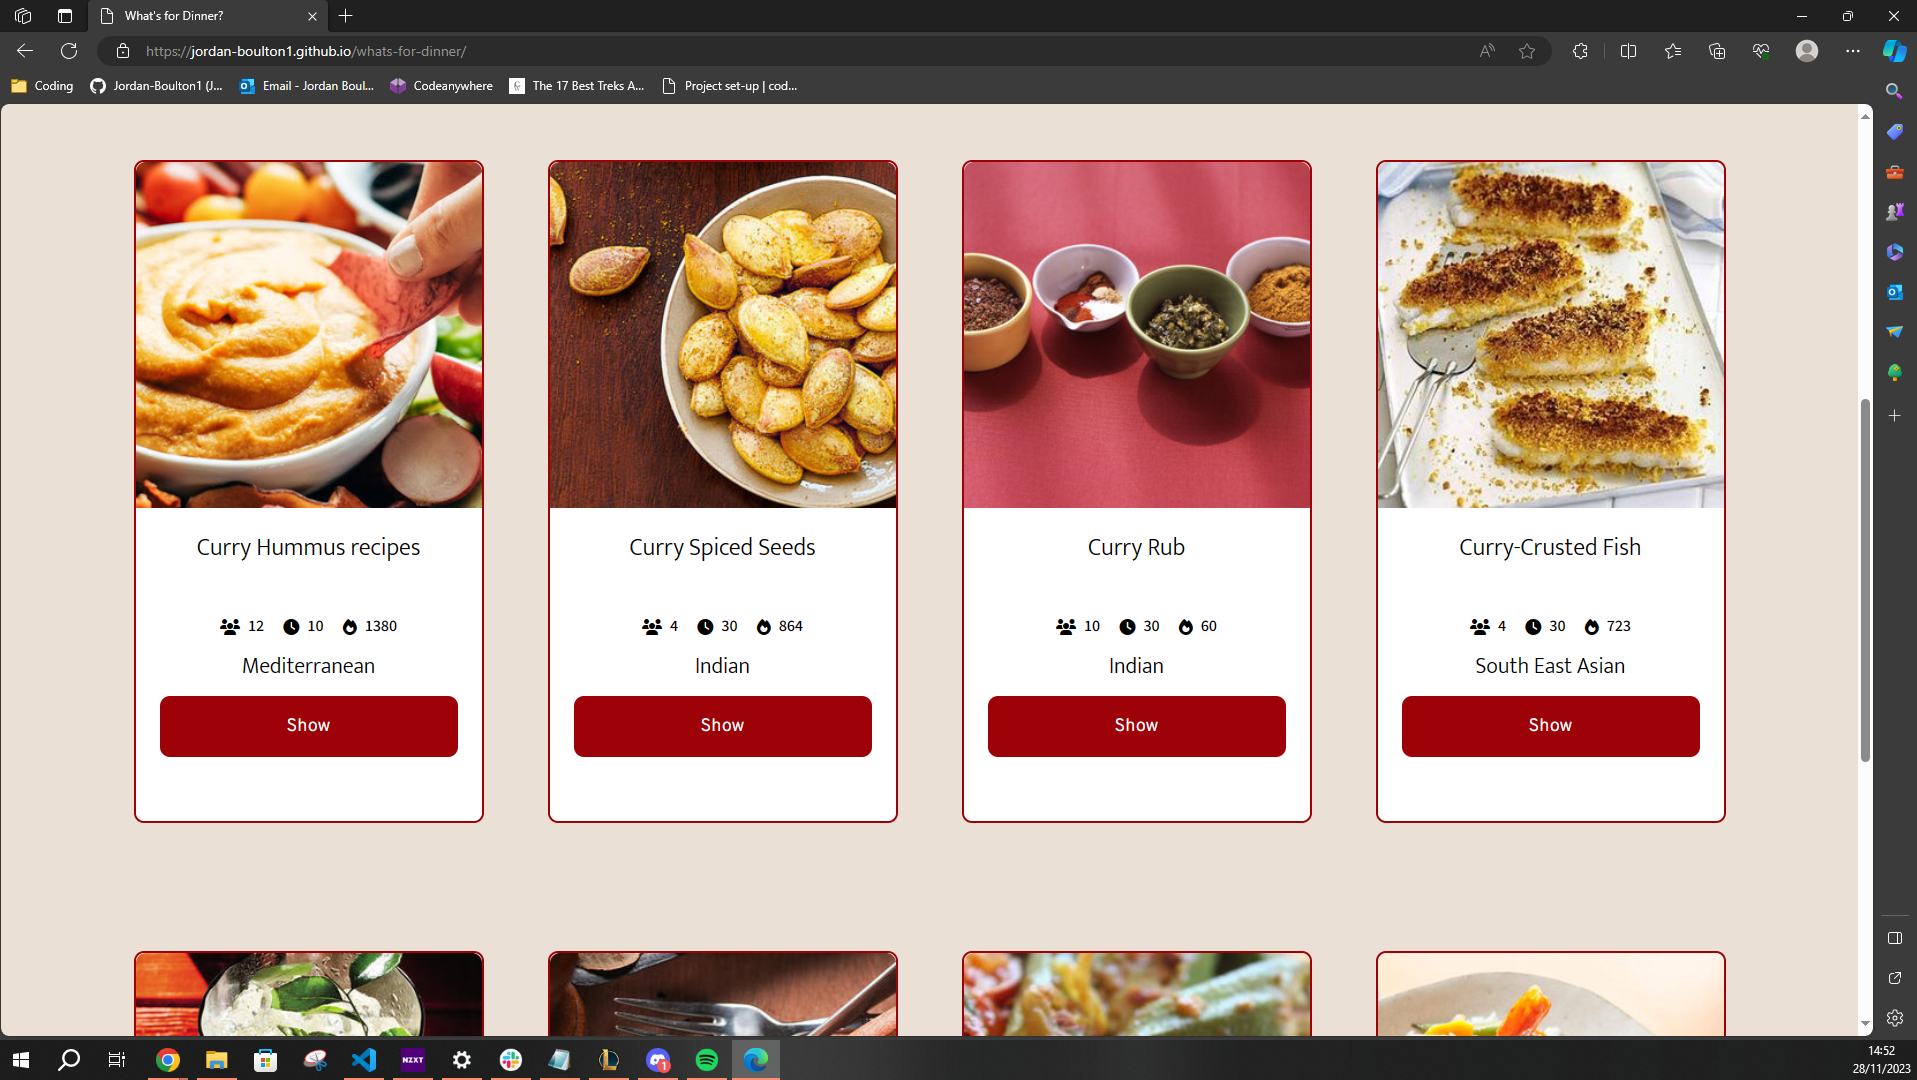 What's for Dinner?
https://jordan-boulton1.github.io/whats-for-dinner/
Coding
Jordan-Boulton1 (J...
Email - Jordan Boul...
Codeanywhere
The 17 Best Treks A...
Project set-up | cod...
Curry Hummus recipes
12 10 1380
Mediterranean
Show
Curry Spiced Seeds
4 30 864
Indian
Show
Curry Rub
10 30 60
Indian
Show
Curry-Crusted Fish
4 30 723
South East Asian
Show
NZXT
1
14:52
28/11/2023